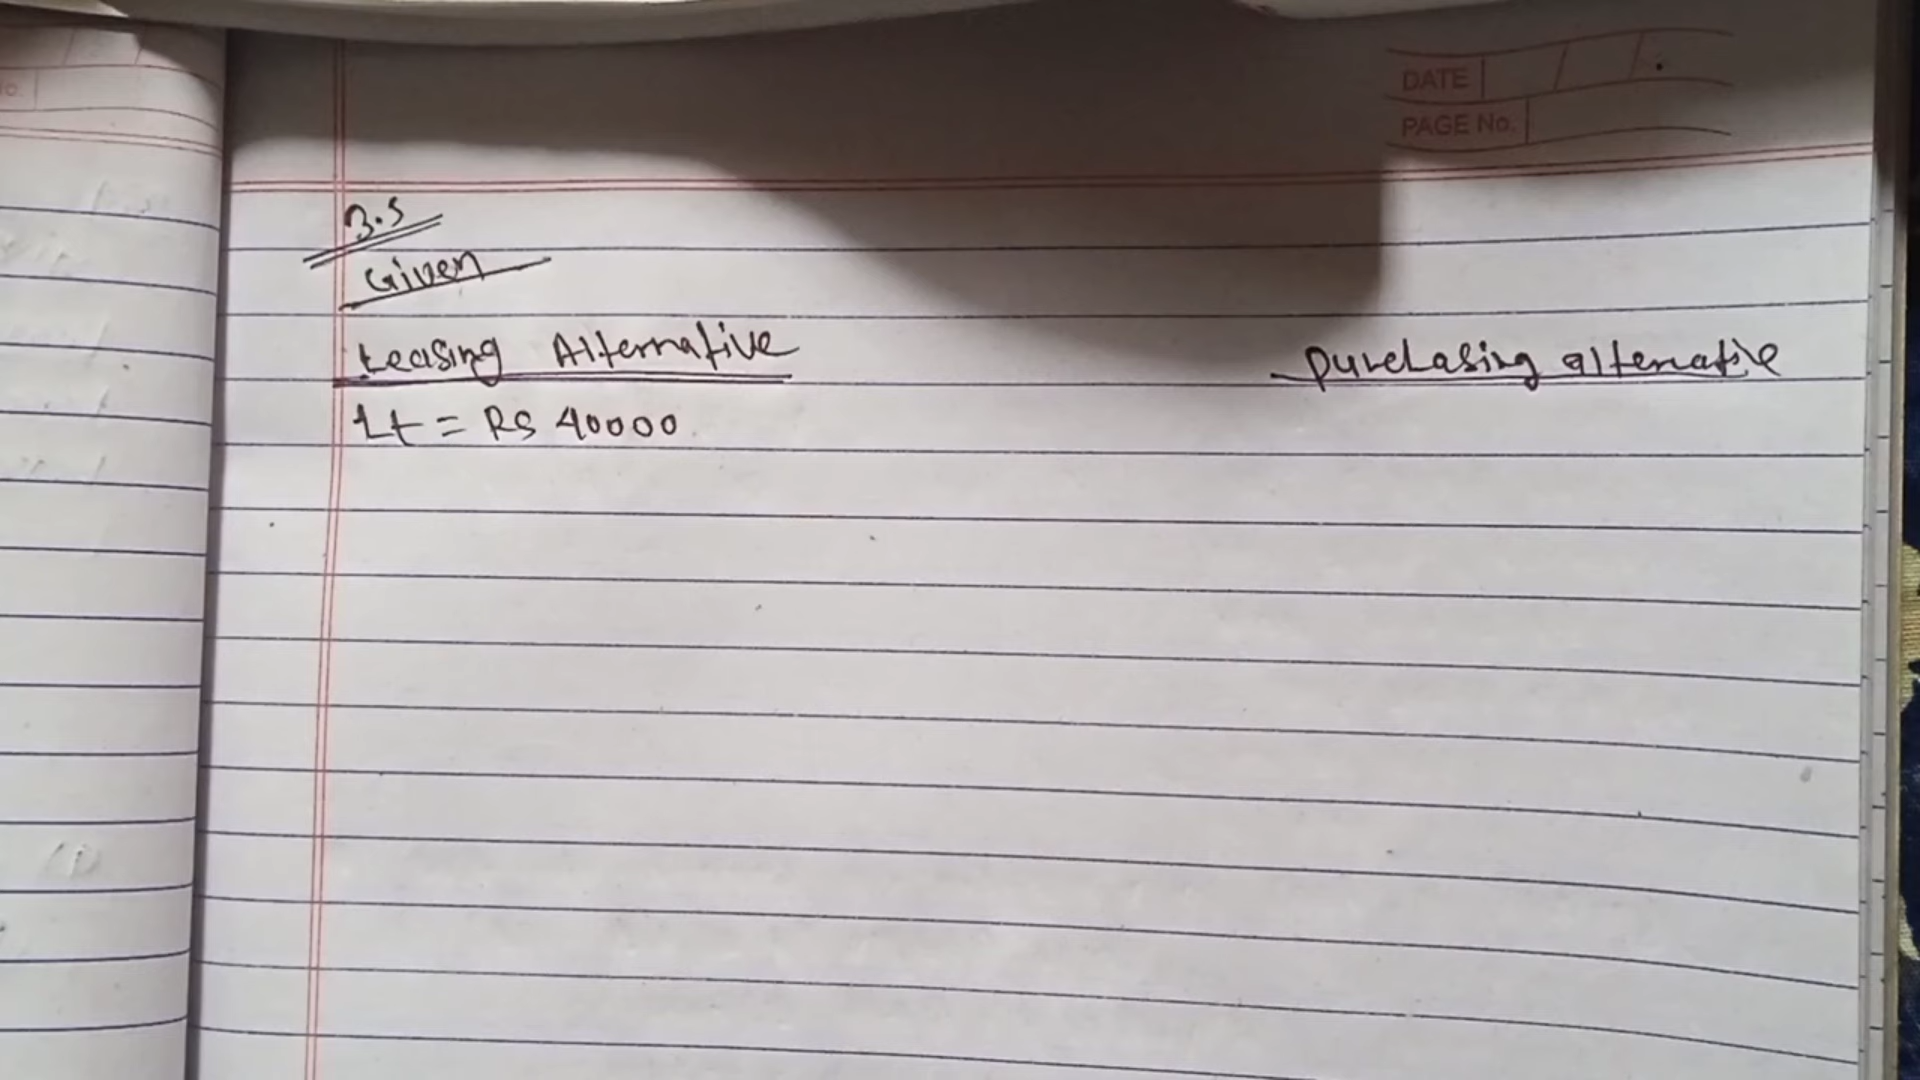 DATE
PAGE No.
3.5
Given
Leasing Alternative
purchasing alternative
Lt = Rs 40000